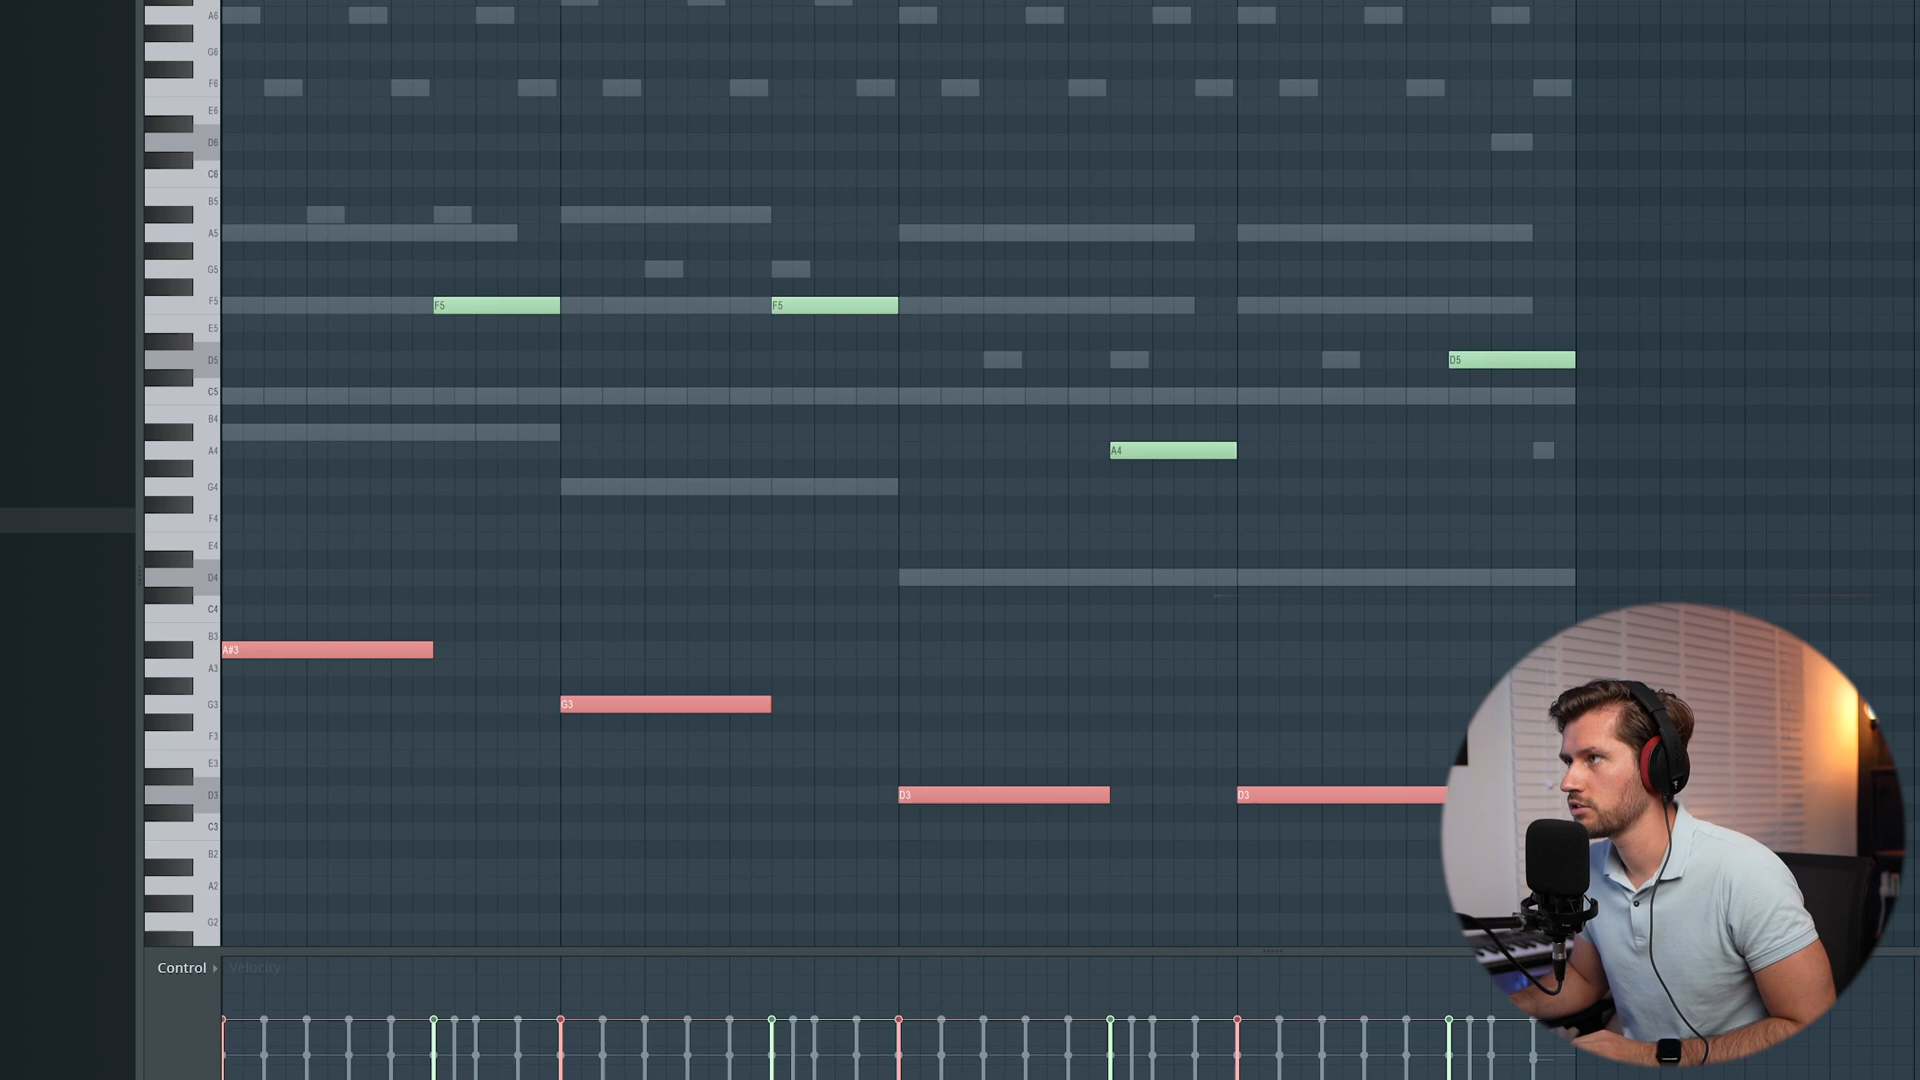 A6
G6
F6
E6
D6
C6
B5
A5
G5
F5 F5 F5
E5
D5 D5
C5
B4
A4 A4
G4
F4
E4
D4
C4
B3
A#3
A3
G3 G3
F3
E3
D3 D3 D3
C3
B2
A2
G2
Control Velocity